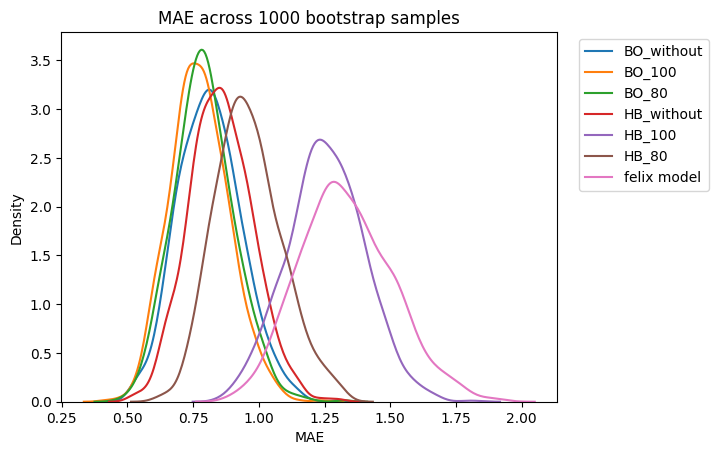 MAE across 1000 bootstrap samples
BO_without
BO_100
BO_80
HB_without
HB_100
HB_80
felix model
Density
3.5
3.0
2.5
2.0
1.5
1.0
0.5
0.0
0.25 0.50 0.75 1.00 1.25 1.50 1.75 2.00
MAE